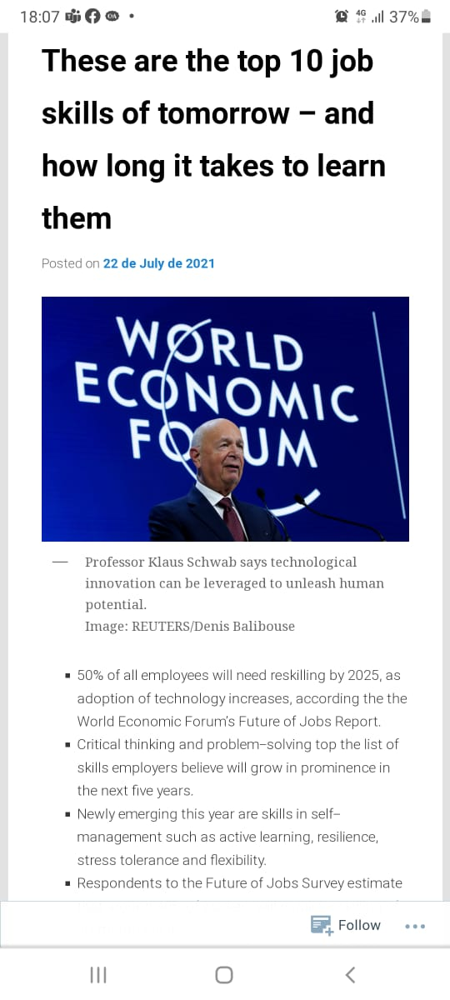 18:07
4G
37%
These are the top 10 job
skills of tomorrow – and
how long it takes to learn
them
Posted on 22 de July de 2021
WORLD
ECONOMIC
FORUM
— Professor Klaus Schwab says technological
innovation can be leveraged to unleash human
potential.
Image: REUTERS/Denis Balibouse
▪ 50% of all employees will need reskilling by 2025, as
adoption of technology increases, according the the
World Economic Forum's Future of Jobs Report.
▪ Critical thinking and problem-solving top the list of
skills employers believe will grow in prominence in
the next five years.
▪ Newly emerging this year are skills in self-
management such as active learning, resilience,
stress tolerance and flexibility.
▪ Respondents to the Future of Jobs Survey estimate
Follow